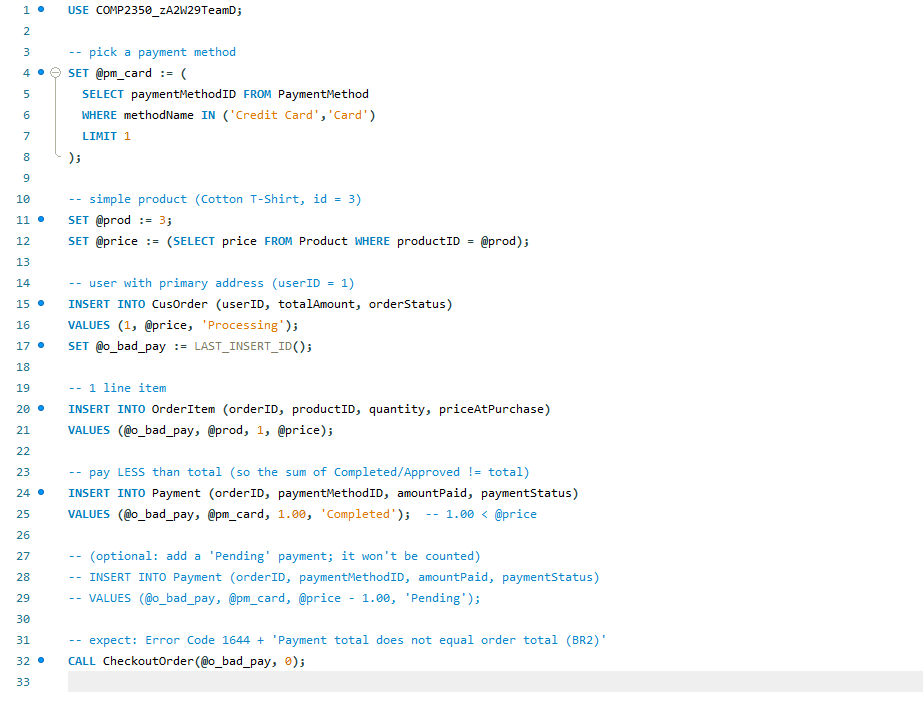 1 USE COMP2350_zA2W29TeamD;
2
3 -- pick a payment method
4 SET @pm_card := (
5 SELECT paymentMethodID FROM PaymentMethod
6 WHERE methodName IN ('Credit Card','Card')
7 LIMIT 1
8 );
9
10 -- simple product (Cotton T-Shirt, id = 3)
11 SET @prod := 3;
12 SET @price := (SELECT price FROM Product WHERE productID = @prod);
13
14 -- user with primary address (userID = 1)
15 INSERT INTO CusOrder (userID, totalAmount, orderStatus)
16 VALUES (1, @price, 'Processing');
17 SET @o_bad_pay := LAST_INSERT_ID();
18
19 -- 1 line item
20 INSERT INTO OrderItem (orderID, productID, quantity, priceAtPurchase)
21 VALUES (@o_bad_pay, @prod, 1, @price);
22
23 -- pay LESS than total (so the sum of Completed/Approved != total)
24 INSERT INTO Payment (orderID, paymentMethodID, amountPaid, paymentStatus)
25 VALUES (@o_bad_pay, @pm_card, 1.00, 'Completed'); -- 1.00 < @price
26
27 -- (optional: add a 'Pending' payment; it won't be counted)
28 -- INSERT INTO Payment (orderID, paymentMethodID, amountPaid, paymentStatus)
29 -- VALUES (@o_bad_pay, @pm_card, @price - 1.00, 'Pending');
30
31 -- expect: Error Code 1644 + 'Payment total does not equal order total (BR2)'
32 CALL CheckoutOrder(@o_bad_pay, 0);
33